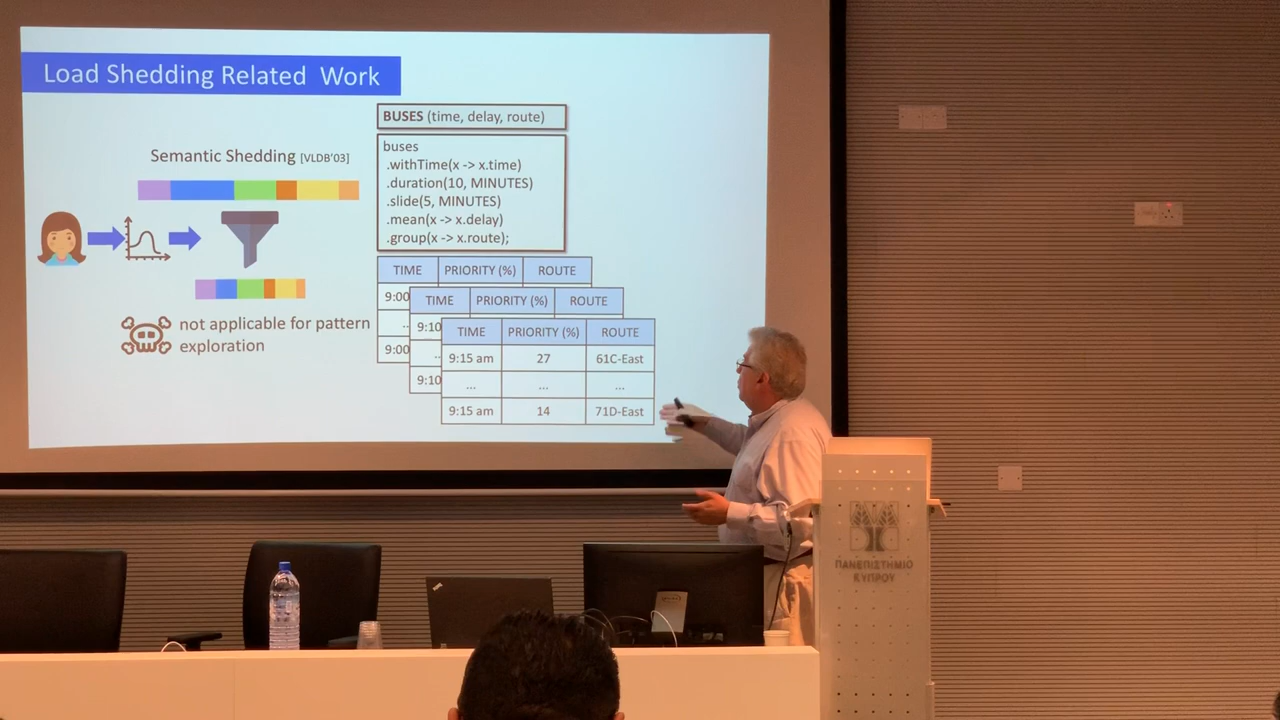 Load Shedding Related Work
Semantic Shedding [VLDB'03]
not applicable for pattern
exploration
BUSES (time, delay, route)
buses
.withTime(x -> x.time)
.duration(10, MINUTES)
.slide(5, MINUTES)
.mean(x -> x.delay)
.group(x -> x.route);
TIME PRIORITY (%) ROUTE
9:00
..
9:00
TIME PRIORITY (%) ROUTE
9:10
..
9:10
TIME PRIORITY (%) ROUTE
9:15 am 27 61C-East
... ... ...
9:15 am 14 71D-East
ΠΑΝΕΠΙΣΤΗΜΙΟ
ΚΥΠΡΟΥ